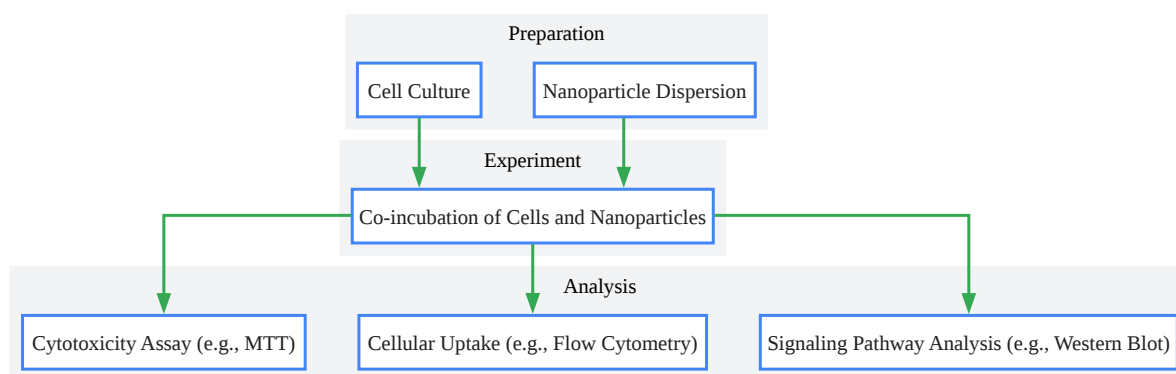 Preparation
Cell Culture
Nanoparticle Dispersion
Experiment
Co-incubation of Cells and Nanoparticles
Analysis
Cytotoxicity Assay (e.g., MTT)
Cellular Uptake (e.g., Flow Cytometry)
Signaling Pathway Analysis (e.g., Western Blot)